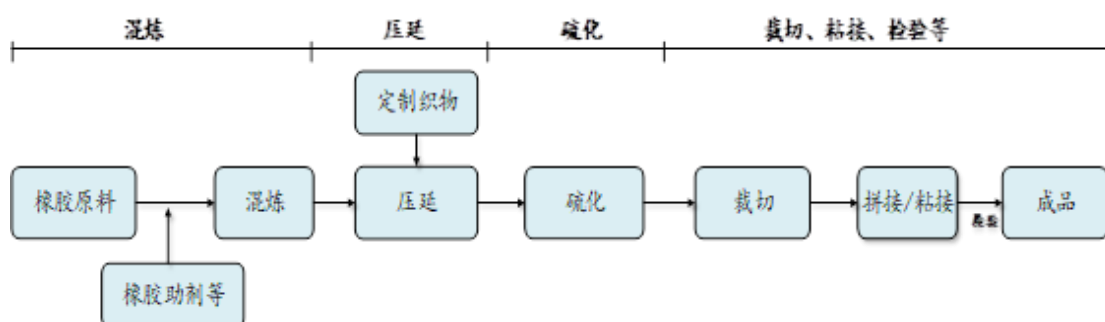 混炼
压延
硫化
裁切、粘接、检验等
定制织物
橡胶原料
混炼
压延
硫化
裁切
拼接/粘接
检验
成品
橡胶助剂等